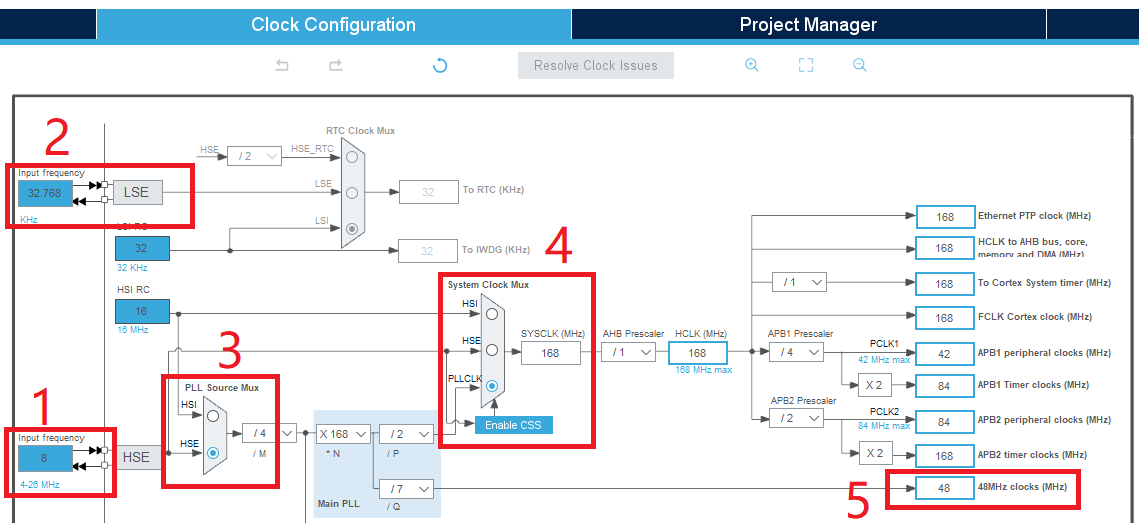 Clock Configuration
Project Manager
Resolve Clock Issues
2
RTC Clock Mux
HSE
/ 2
HSE_RTC
Input frequency
32.768
KHz
LSE
LSE
32
To RTC (KHz)
LSI
LSI RC
32
32 KHz
32
To IWDG (KHz)
HSI RC
16
16 MHz
4
System Clock Mux
HSI
HSE
PLLCLK
SYSCLK (MHz)
168
Enable CSS
AHB Prescaler
/ 1
HCLK (MHz)
168
168 MHz max
168
Ethernet PTP clock (MHz)
168
HCLK to AHB bus, core,
memory and DMA (MHz)
/ 1
168
To Cortex System timer (MHz)
168
FCLK Cortex clock (MHz)
APB1 Prescaler
/ 4
PCLK1
42 MHz max
42
APB1 peripheral clocks (MHz)
X 2
84
APB1 Timer clocks (MHz)
APB2 Prescaler
/ 2
PCLK2
84 MHz max
84
APB2 peripheral clocks (MHz)
X 2
168
APB2 timer clocks (MHz)
3
PLL Source Mux
HSI
HSE
/ 4
/ M
1
Input frequency
8
4-26 MHz
HSE
X 168
* N
/ 2
/ P
/ 7
/ Q
Main PLL
5
48
48MHz clocks (MHz)